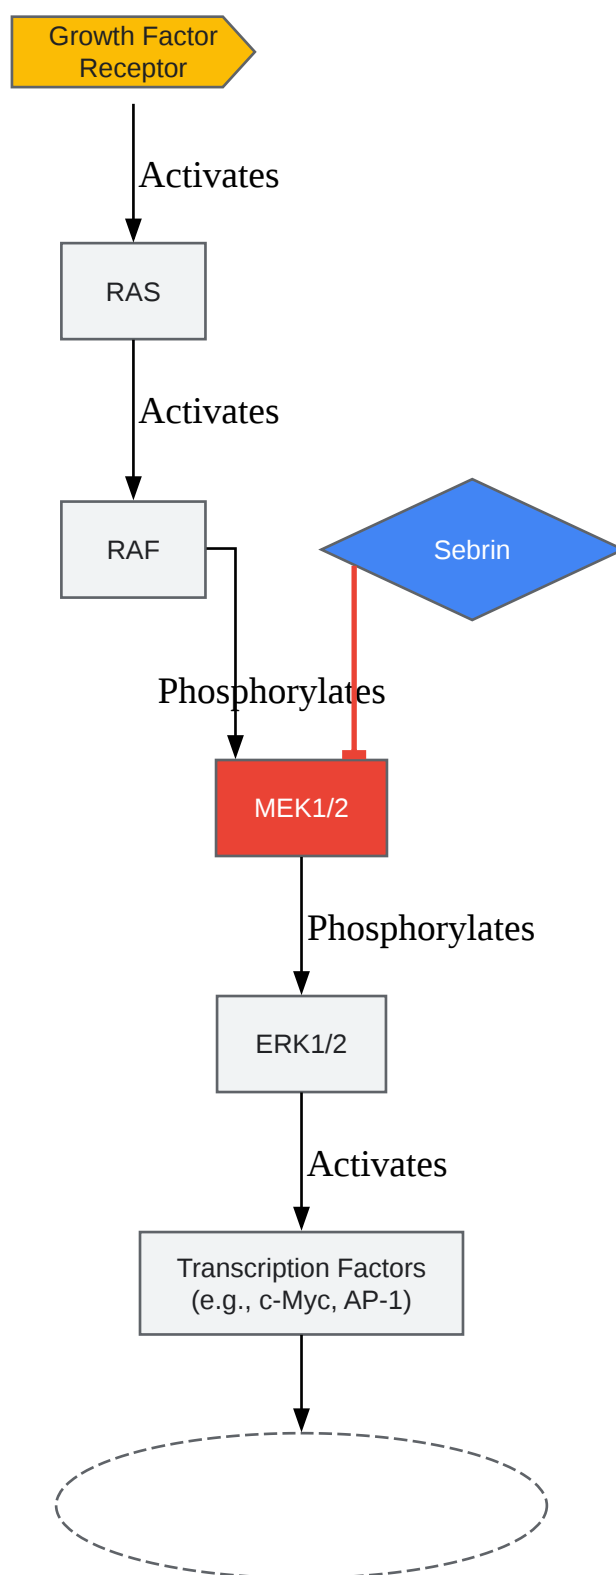 Growth Factor
Receptor
Activates
RAS
Activates
RAF
Sebrin
Phosphorylates
MEK1/2
Phosphorylates
ERK1/2
Activates
Transcription Factors
(e.g., c-Myc, AP-1)